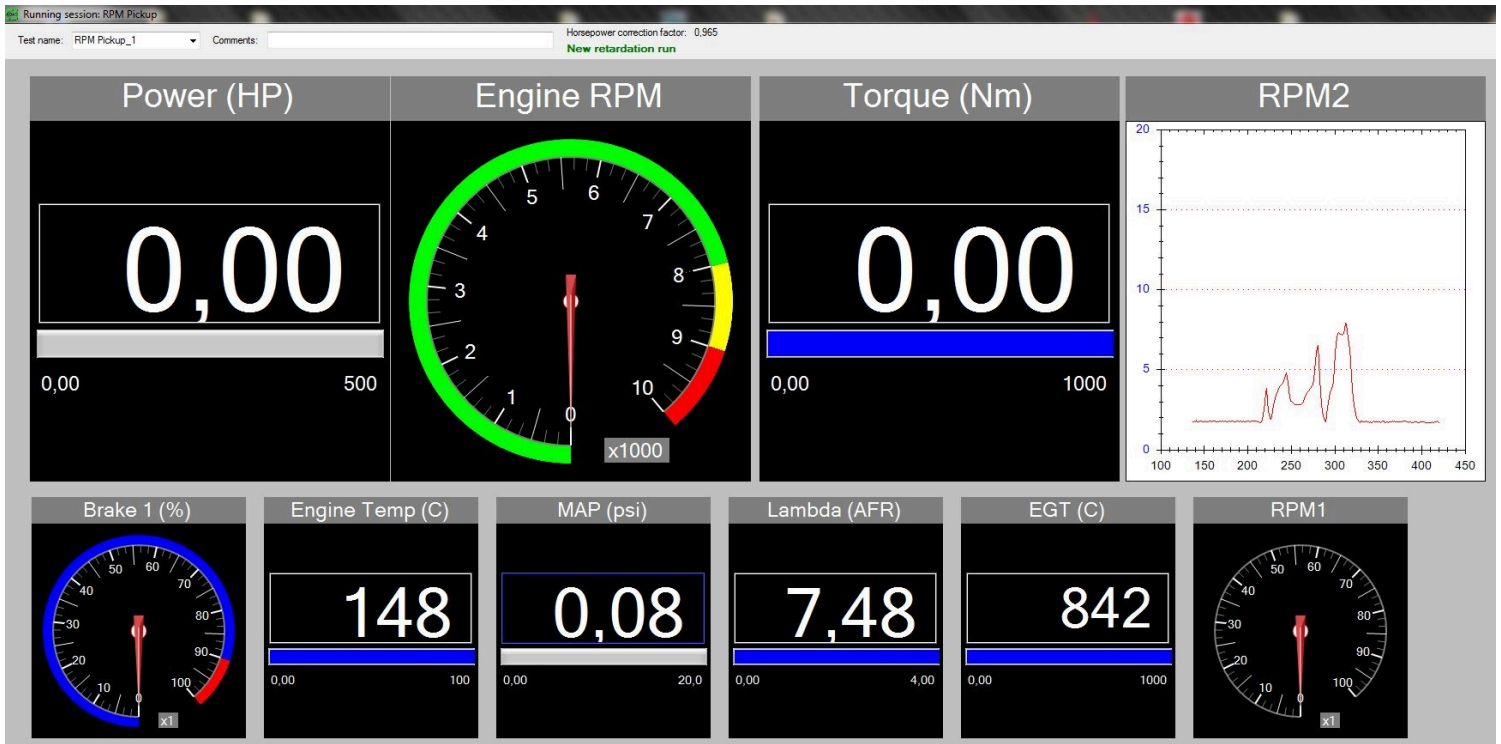 Running session: RPM Pickup
Test name: RPM Pickup_1 Comments: Horsepower correction factor: 0,965
New retardation run
Power (HP)
0,00
0,00 500
Engine RPM
0 1 2 3 4 5 6 7 8 9 10
x1000
Torque (Nm)
0,00
0,00 1000
RPM2
20
15
10
5
0
100 150 200 250 300 350 400 450
Brake 1 (%)
0 10 20 30 40 50 60 70 80 90 100
x1
Engine Temp (C)
148
0,00 100
MAP (psi)
0,08
0,00 20,0
Lambda (AFR)
7,48
0,00 4,00
EGT (C)
842
0,00 1000
RPM1
0 10 20 30 40 50 60 70 80 90 100
x1